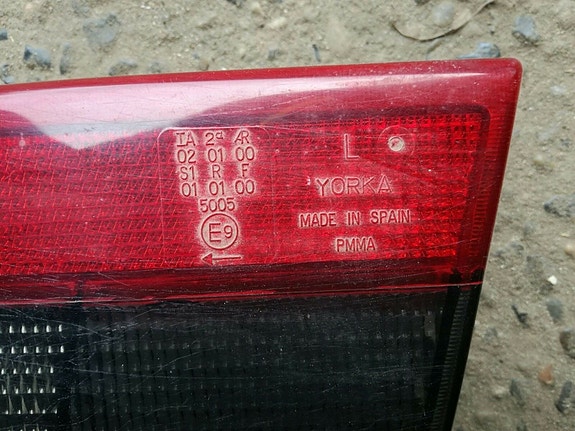 IA 2a AR
02 01 00
S1 R F
01 01 00
5005
E9
L
YORKA
MADE IN SPAIN
PMMA